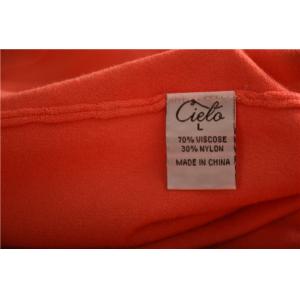 Cielo
L
70% VISCOSE
30% NYLON
MADE IN CHINA